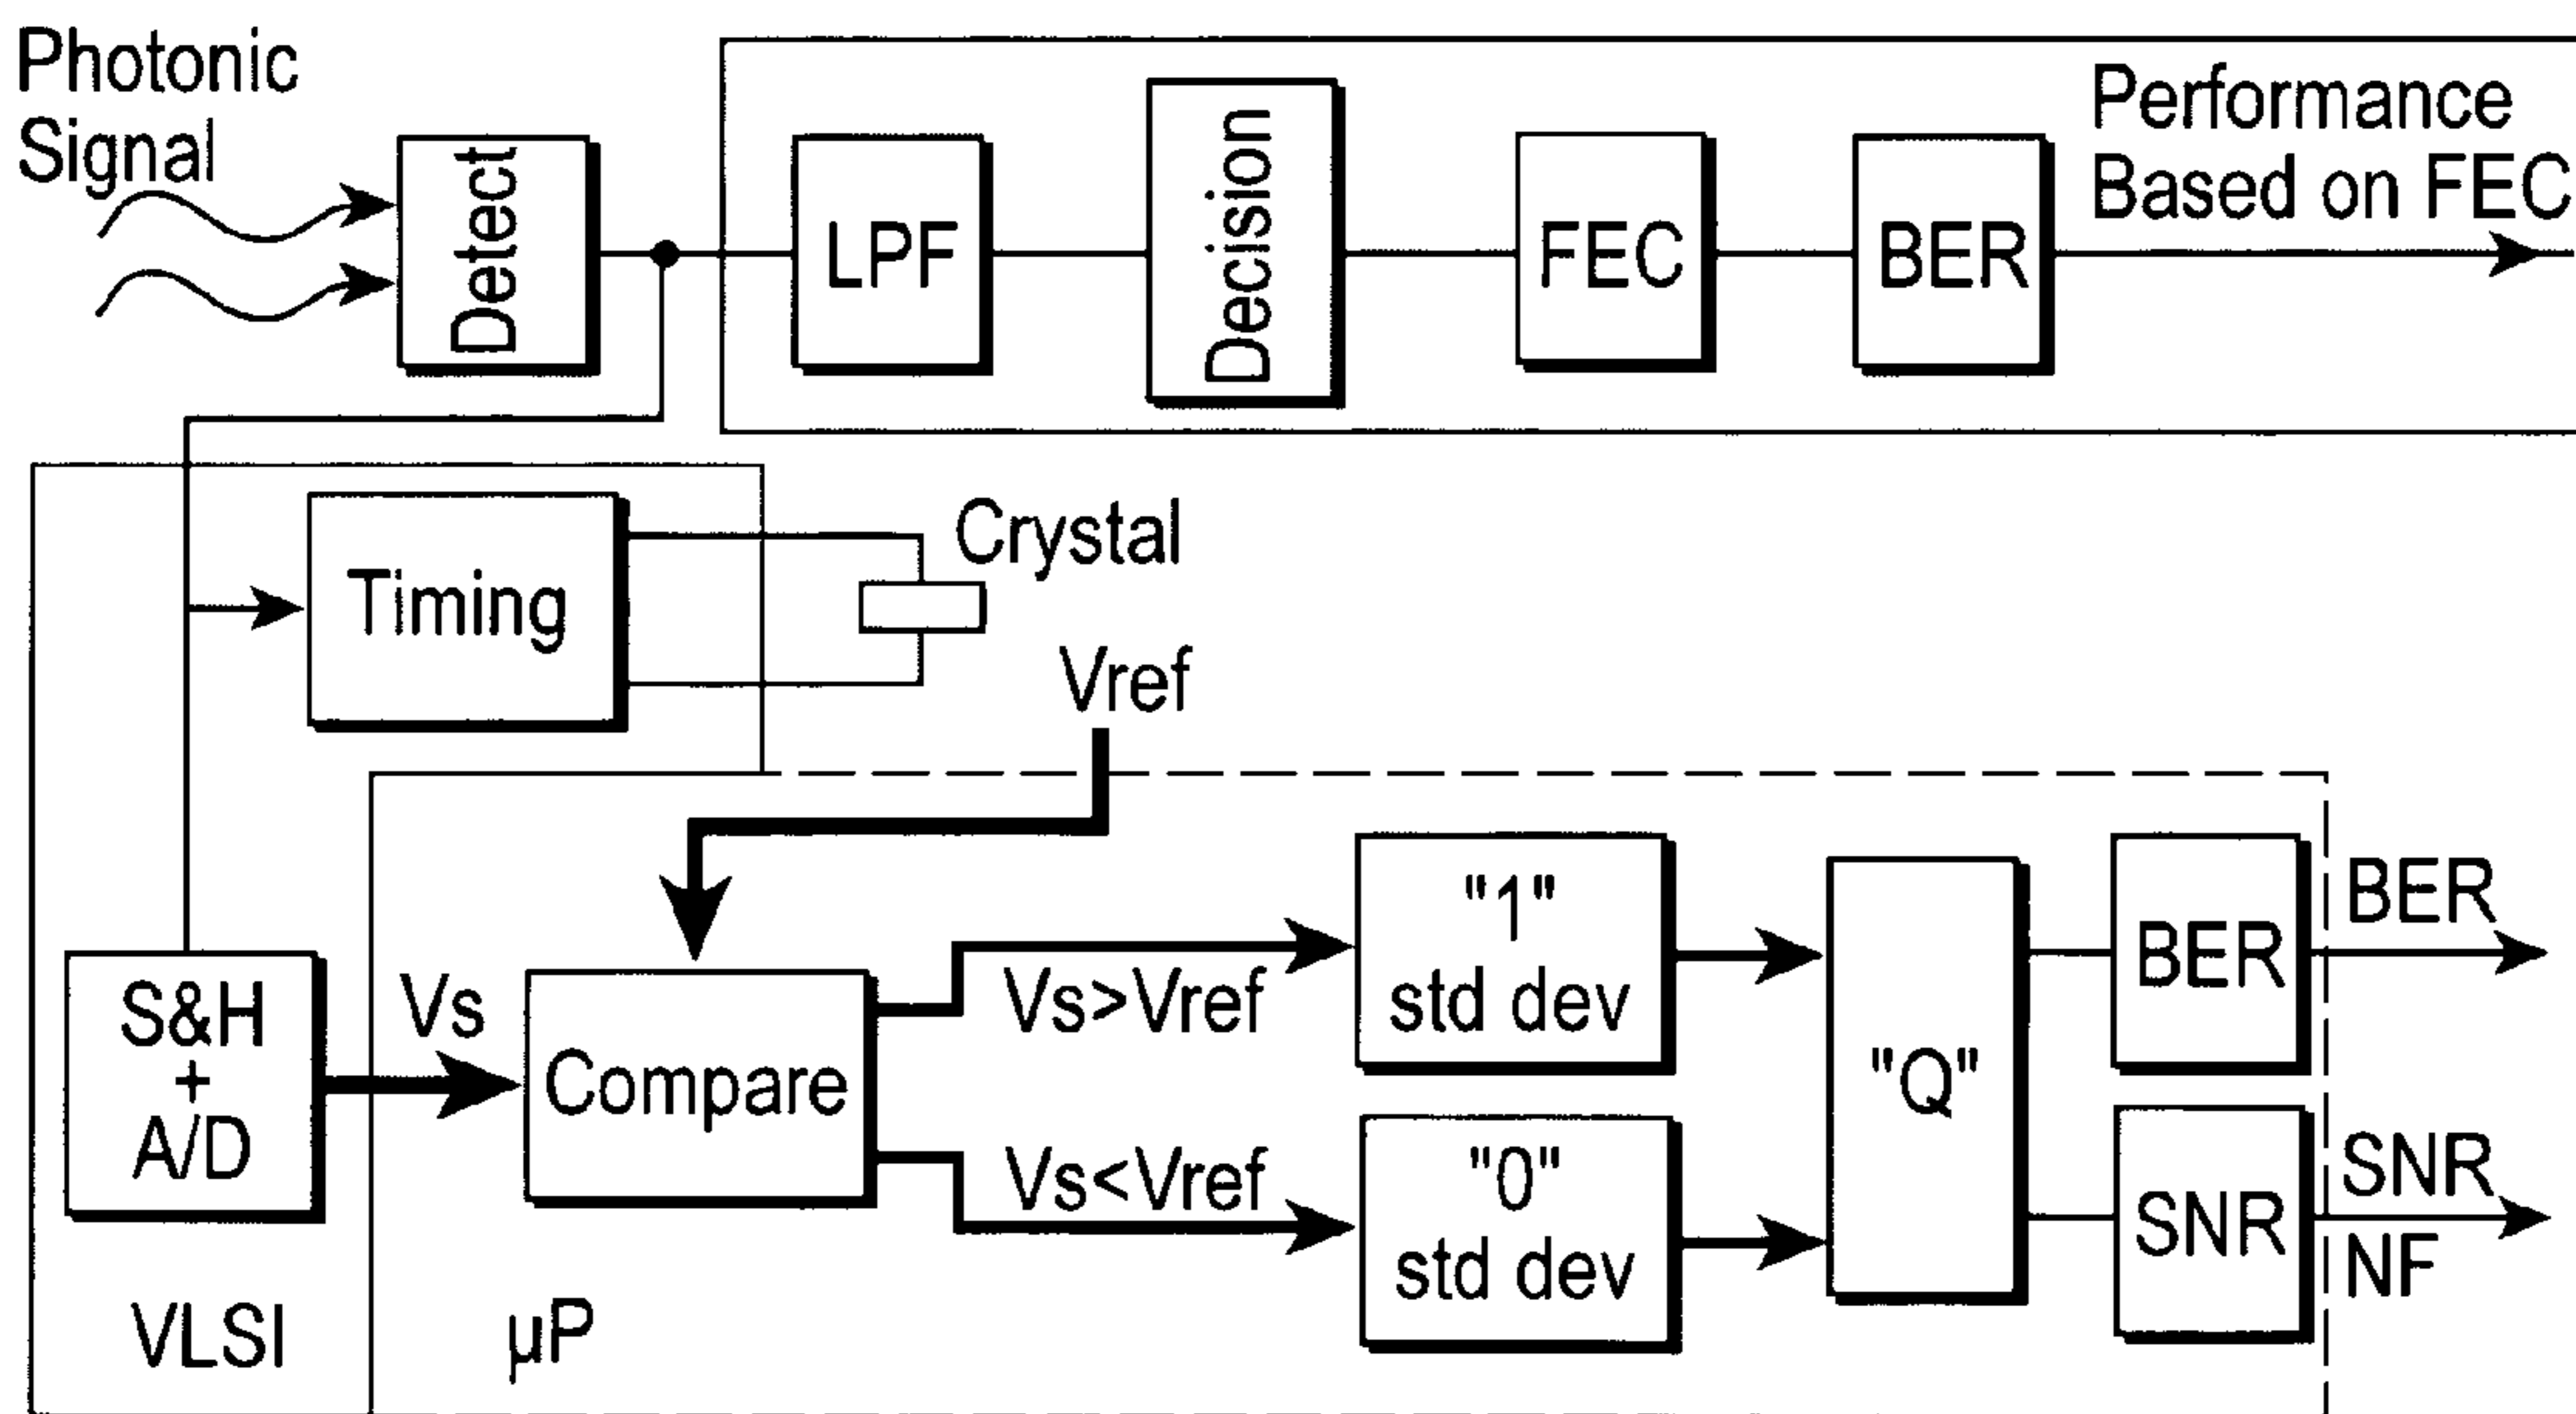 Photonic
Signal
Detect
LPF
Decision
FEC
BER
Performance
Based on FEC
Timing
Crystal
Vref
S&H
+
A/D
Vs
Compare
Vs>Vref
Vs<Vref
"1"
std dev
"0"
std dev
"Q"
BER
SNR
BER
SNR
NF
VLSI
µP